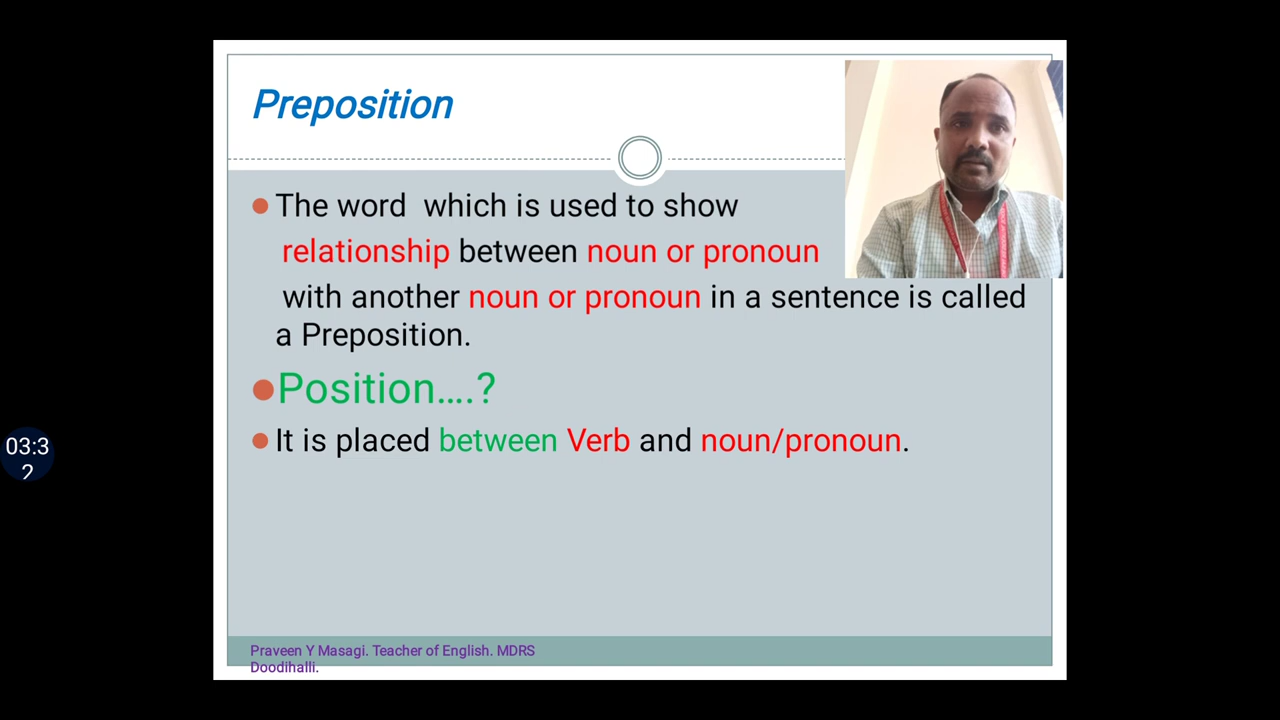 Preposition
The word which is used to show
relationship between noun or pronoun
with another noun or pronoun in a sentence is called
a Preposition.
Position....?
It is placed between Verb and noun/pronoun.
03:3
2
Praveen Y Masagi. Teacher of English. MDRS
Doodihalli.